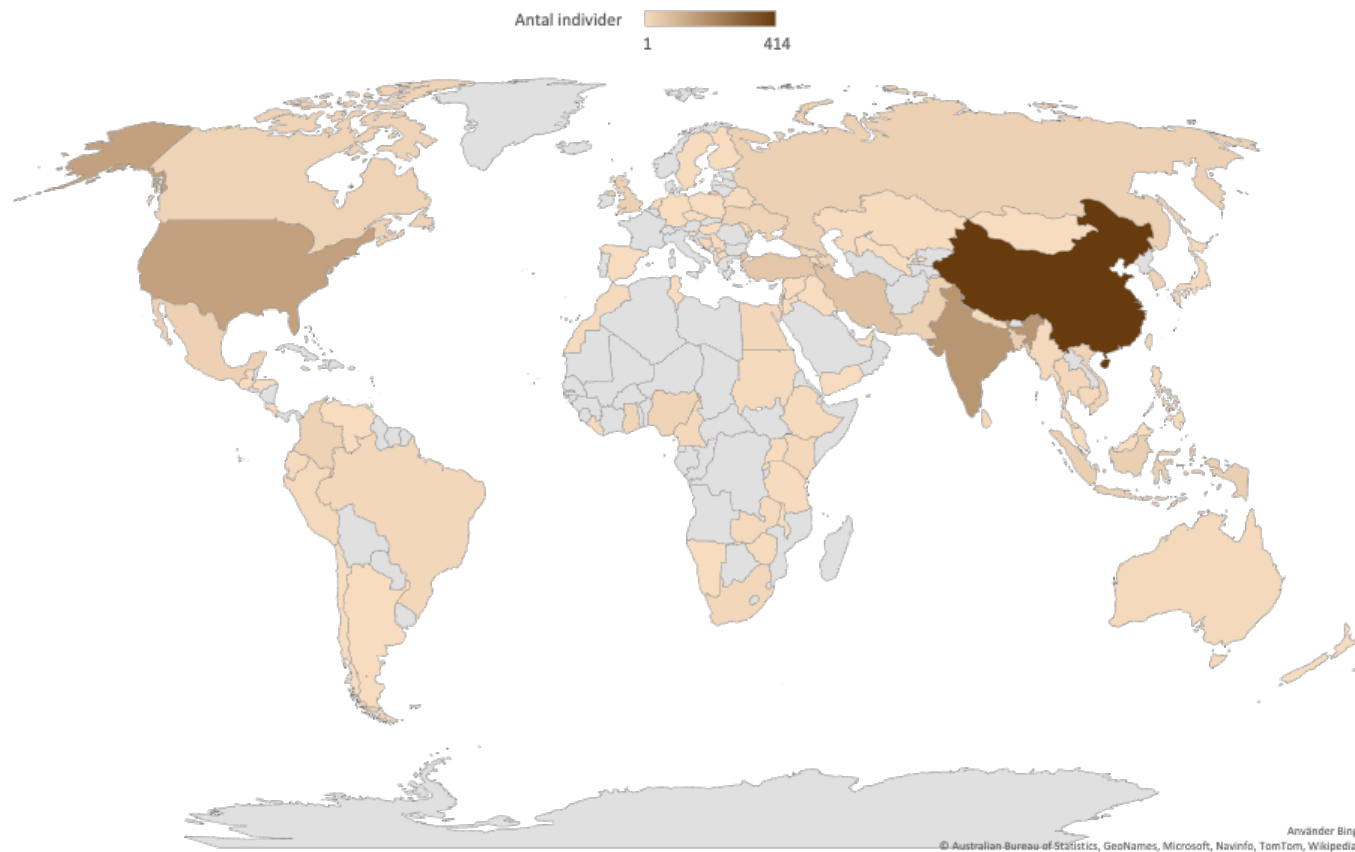 Antal individer
1 414
Använder Bing
© Australian Bureau of Statistics, GeoNames, Microsoft, Navinfo, TomTom, Wikipedia